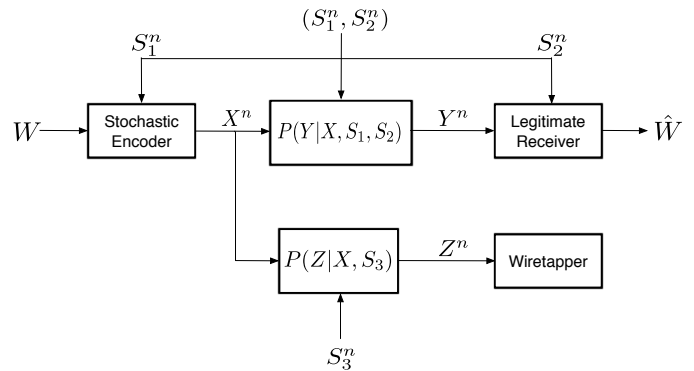 (S_1^n, S_2^n)
S_1^n
S_2^n
W
Stochastic
Encoder
X^n
P(Y|X, S_1, S_2)
Y^n
Legitimate
Receiver
Ŵ
P(Z|X, S_3)
Z^n
Wiretapper
S_3^n